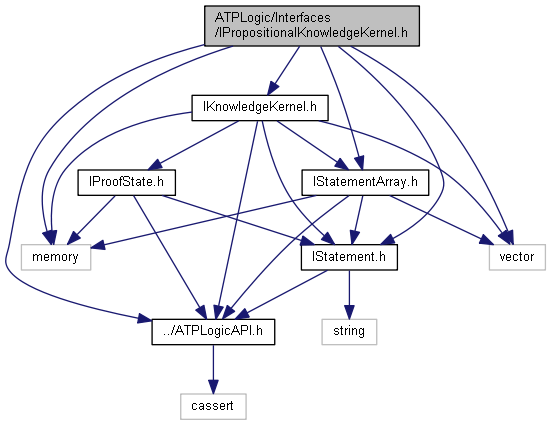 ATPLogic/Interfaces
/IPropositionalKnowledgeKernel.h
IKnowledgeKernel.h
IProofState.h
IStatementArray.h
memory
IStatement.h
vector
../ATPLogicAPI.h
string
cassert